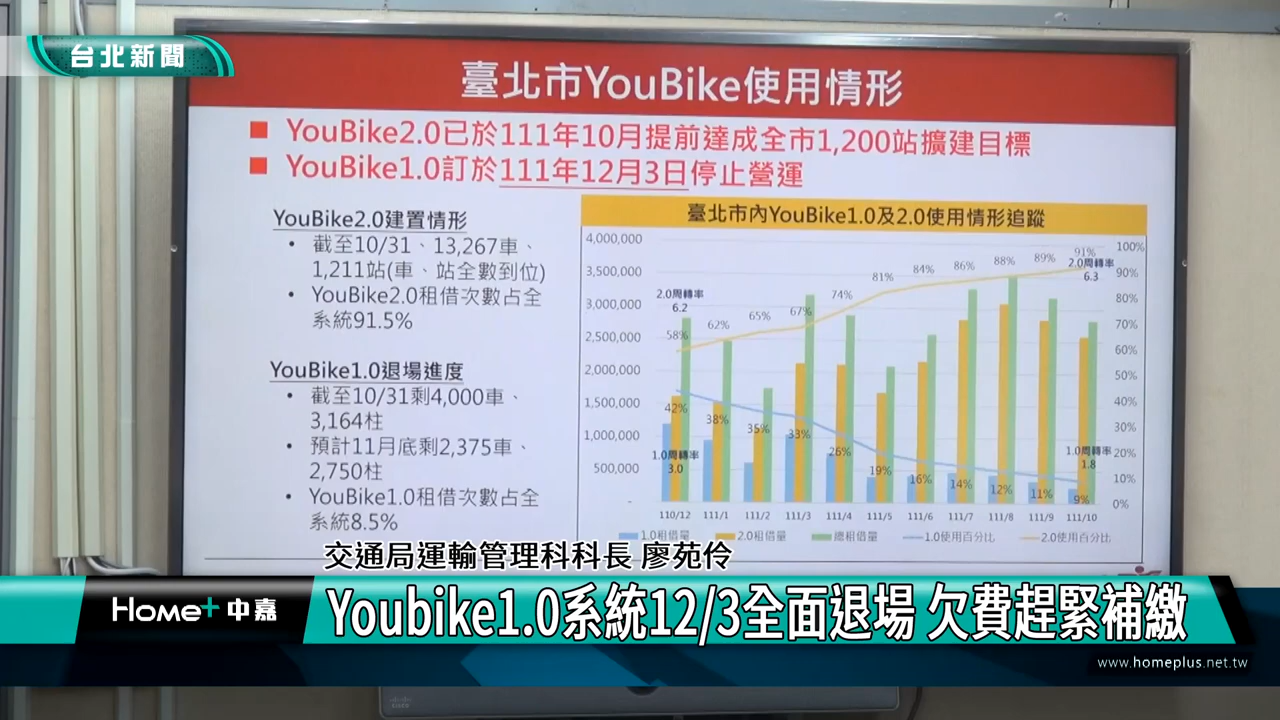 台北新聞
臺北市YouBike使用情形
■ YouBike2.0已於111年10月提前達成全市1,200站擴建目標
■ YouBike1.0訂於111年12月3日停止營運
YouBike2.0建置情形
• 截至10/31、13,267車、
1,211站(車、站全數到位)
• YouBike2.0租借次數占全
系統91.5%
YouBike1.0退場進度
• 截至10/31剩4,000車、
3,164柱
• 預計11月底剩2,375車、
2,750柱
• YouBike1.0租借次數占全
系統8.5%
臺北市內YouBike1.0及2.0使用情形追蹤
4,000,000
3,500,000
3,000,000
2,500,000
2,000,000
1,500,000
1,000,000
500,000
-
100%
90%
80%
70%
60%
50%
40%
30%
20%
10%
0%
2.0周轉率
6.2
58% 62% 65% 67% 74% 81% 84% 86% 88% 89% 91%
2.0周轉率
6.3
42% 38% 35% 33% 26% 19% 16% 14% 12% 11% 9%
1.0周轉率
3.0
1.0周轉率
1.8
110/12 111/1 111/2 111/3 111/4 111/5 111/6 111/7 111/8 111/9 111/10
1.0租借量 2.0租借量 總租借量 1.0使用百分比 2.0使用百分比
交通局運輸管理科科長 廖苑伶
Home+中嘉
Youbike1.0系統12/3全面退場 欠費趕緊補繳
www.homeplus.net.tw